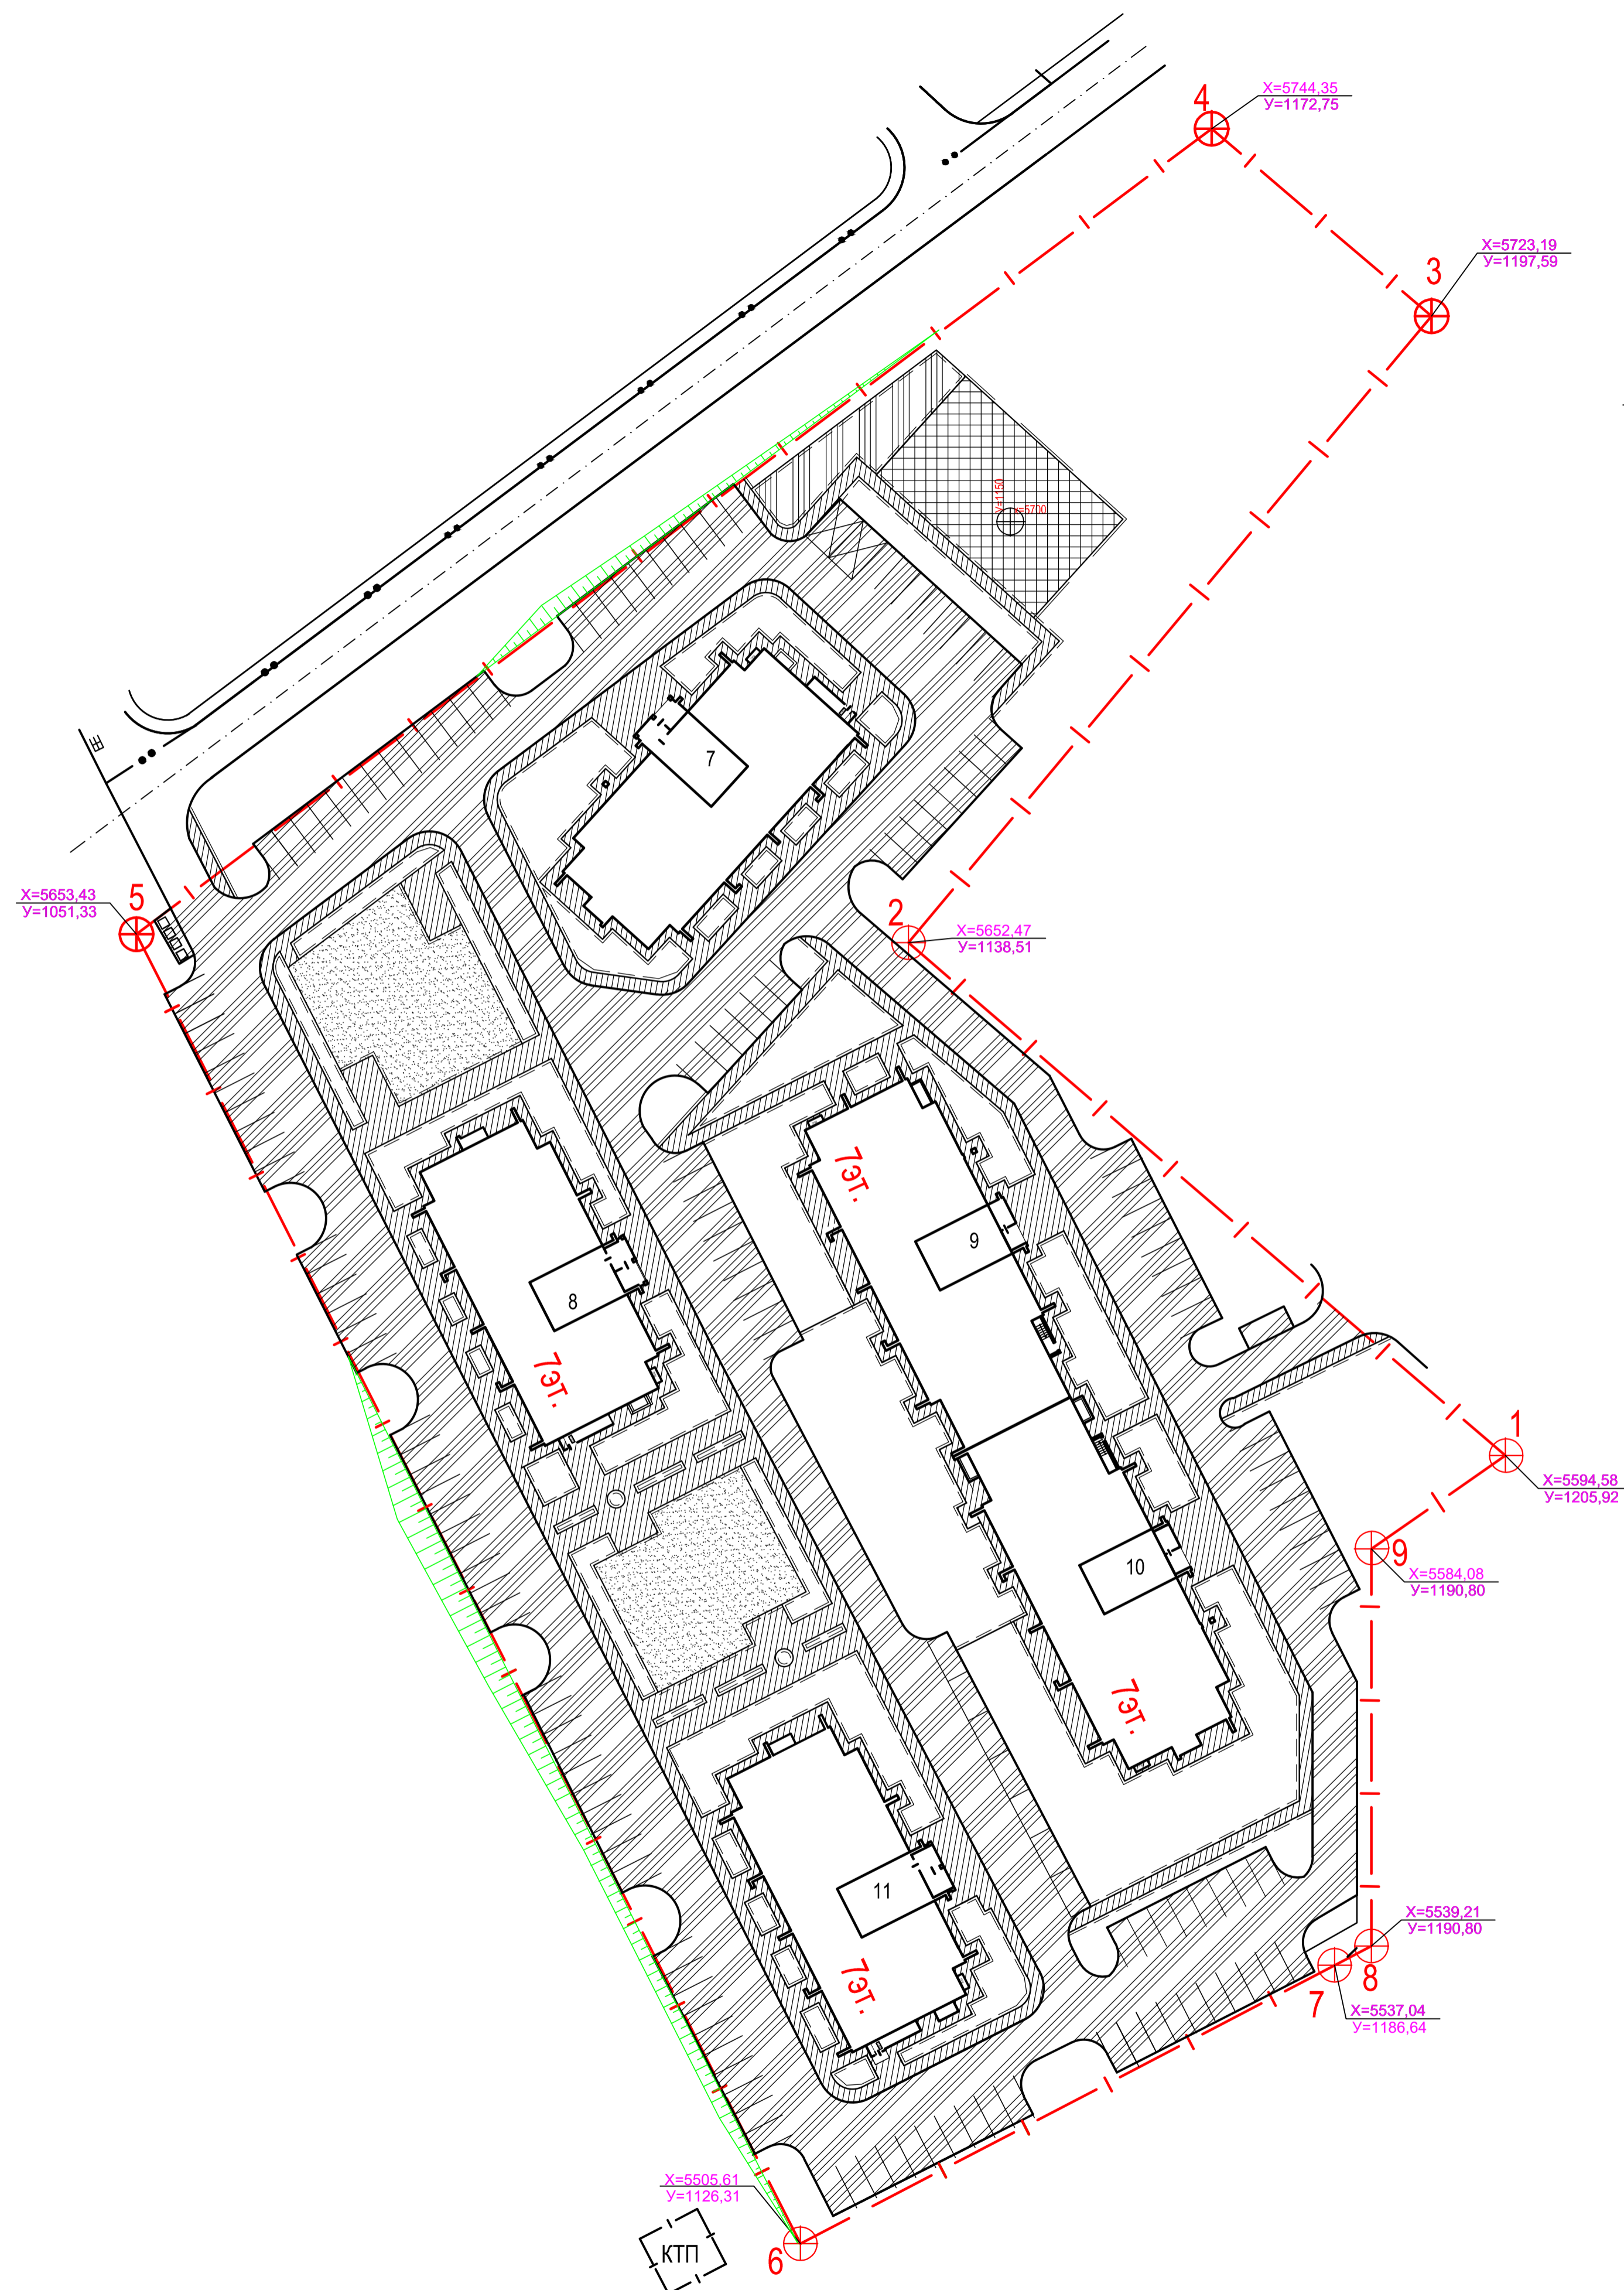 4
X=5744,35
У=1172,75
3
X=5723,19
У=1197,59
У=1150
x=5700
7
5
X=5653,43
У=1051,33
2
X=5652,47
У=1138,51
7эт.
9
8
7эт.
1
X=5594,58
У=1205,92
9
X=5584,08
У=1190,80
10
7эт.
11
7эт.
X=5539,21
У=1190,80
8
7
X=5537,04
У=1186,64
X=5505.61
У=1126,31
6
КТП